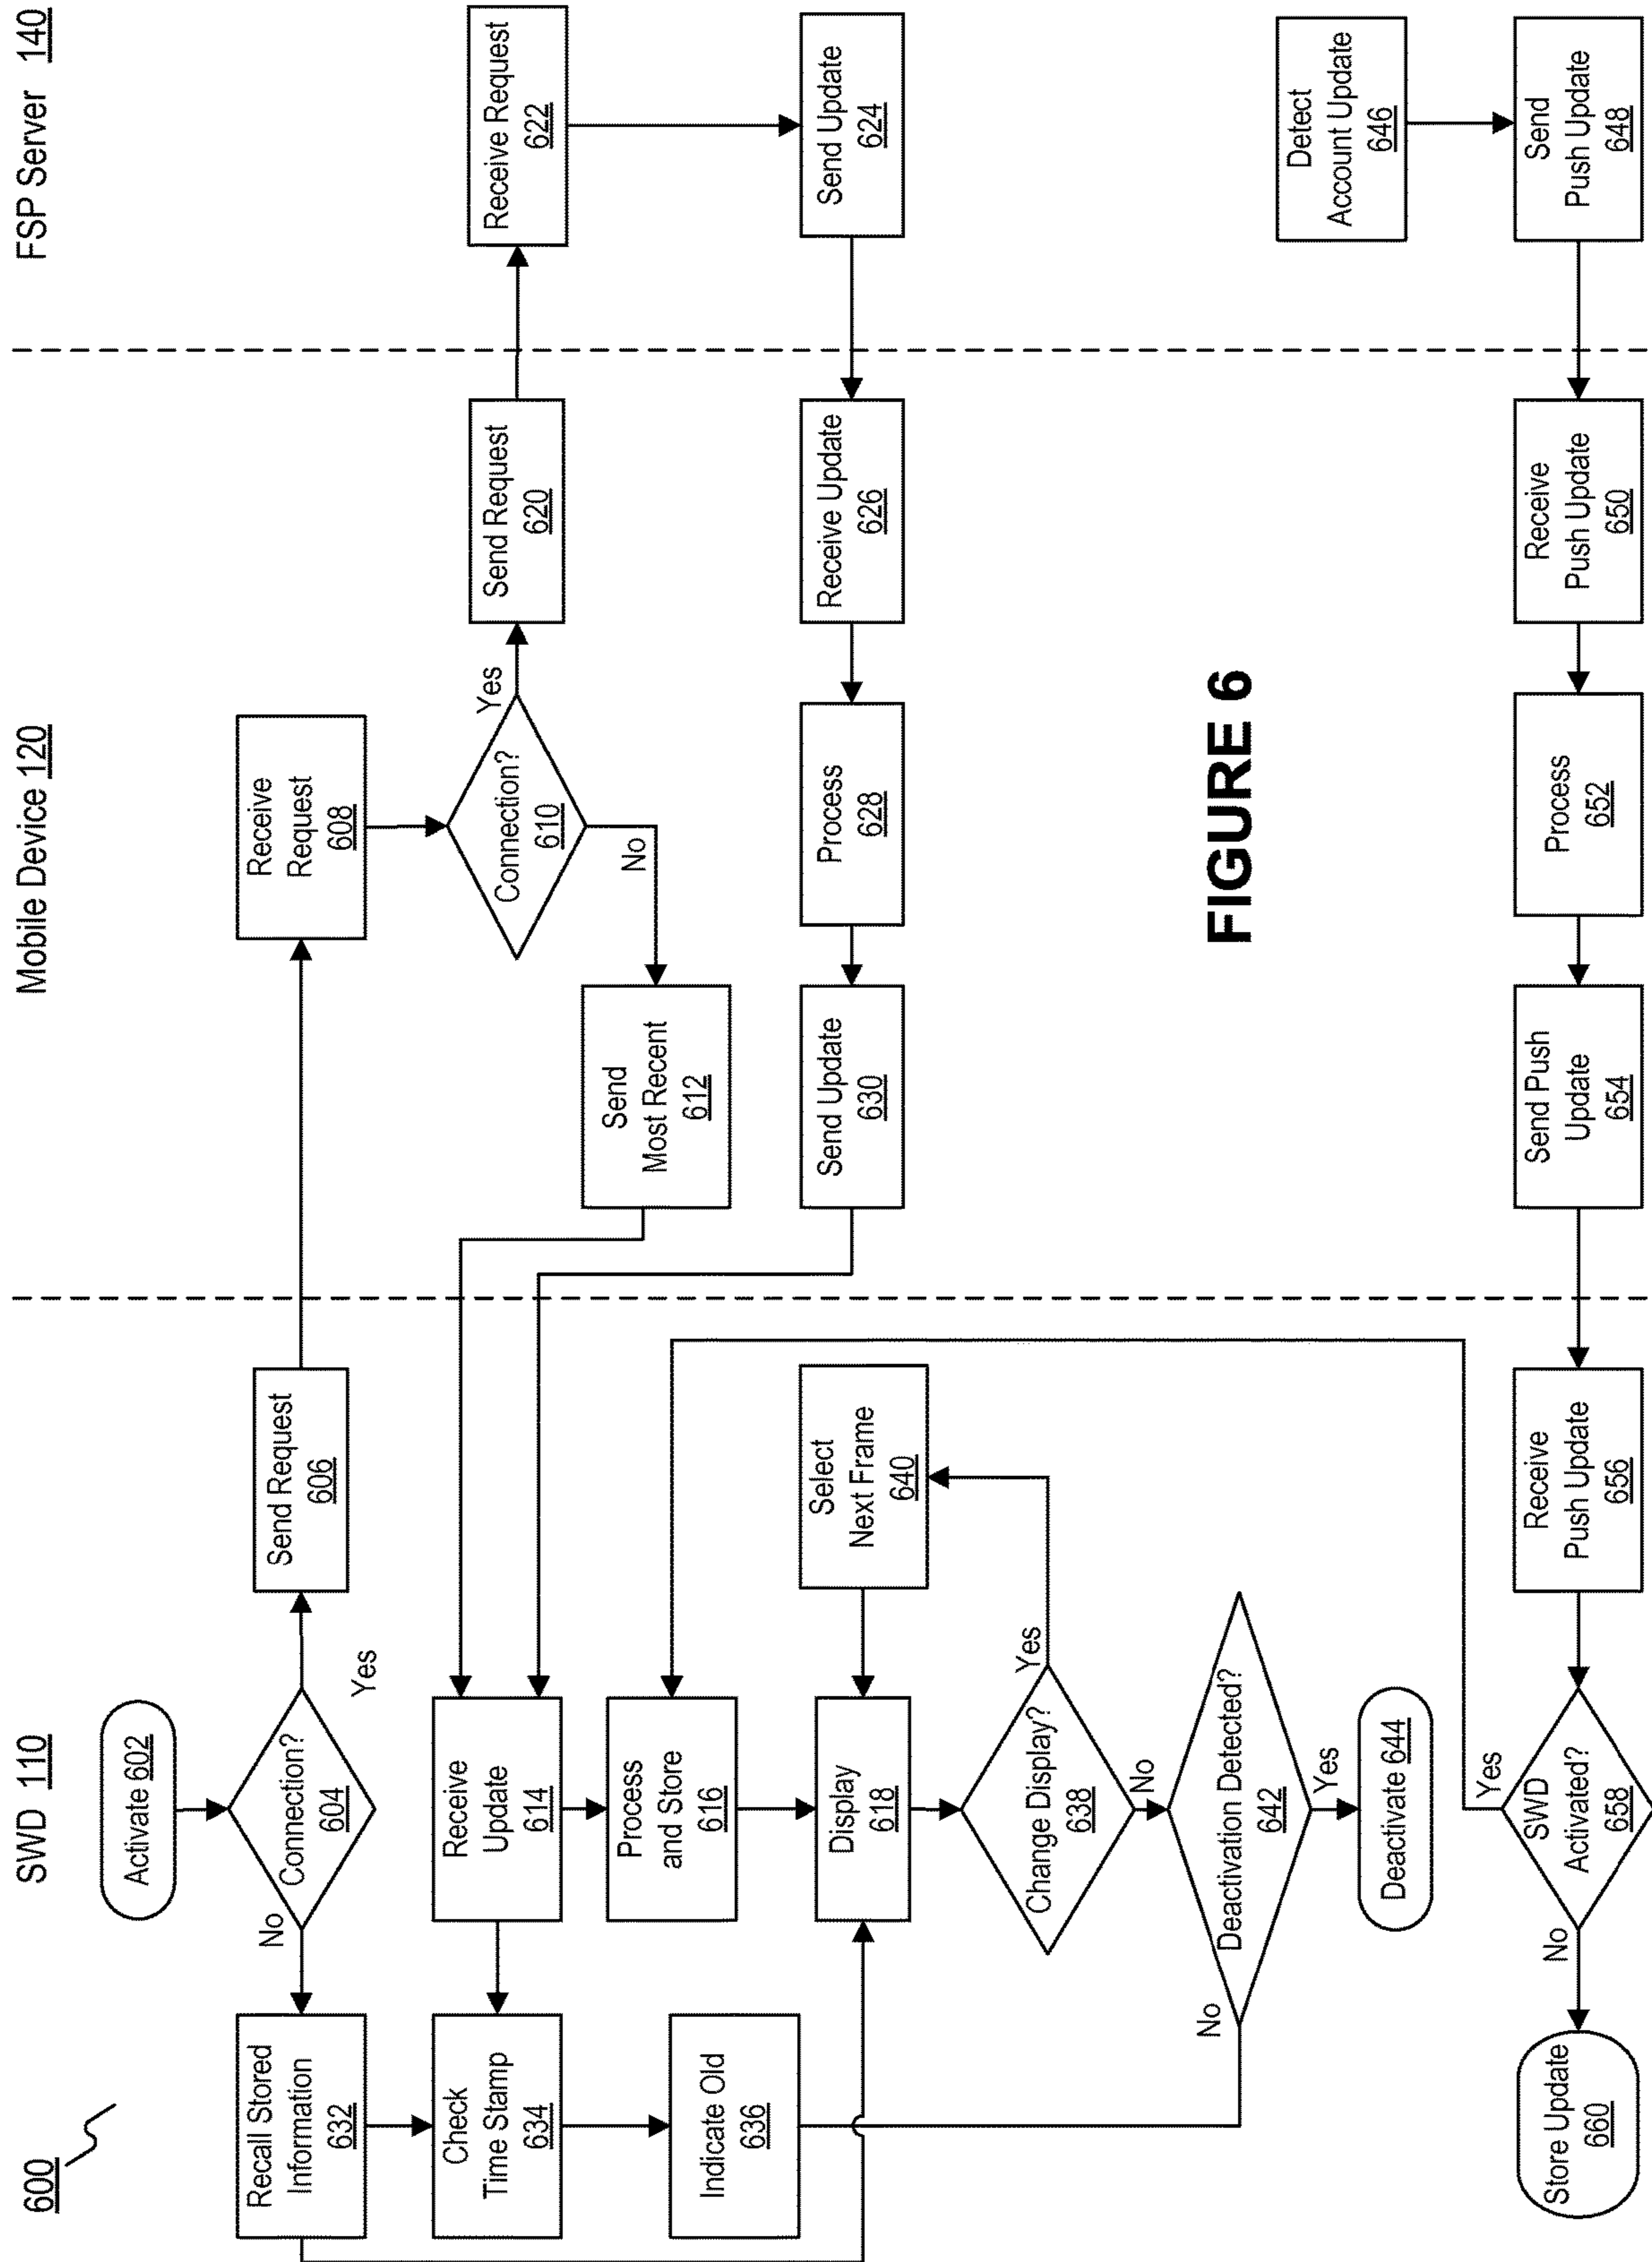 600
SWD 110
Mobile Device 120
FSP Server 140
Activate 602
Connection?
604
No
Yes
Send Request
606
Receive
Request
608
Recall Stored
Information
632
Connection?
610
Yes
No
Send Request
620
Receive Request
622
Send
Most Recent
612
Receive
Update
614
Check
Time Stamp
634
Process
and Store
616
Indicate Old
636
Send Update
624
Receive Update
626
Process
628
Send Update
630
Display
618
Select
Next Frame
640
Change Display?
638
Yes
No
Deactivation Detected?
642
No
Yes
Deactivate 644
FIGURE 6
Detect
Account Update
646
Send
Push Update
648
Receive
Push Update
650
Process
652
Send Push
Update
654
Receive
Push Update
656
SWD
Activated?
658
Yes
No
Store Update
660